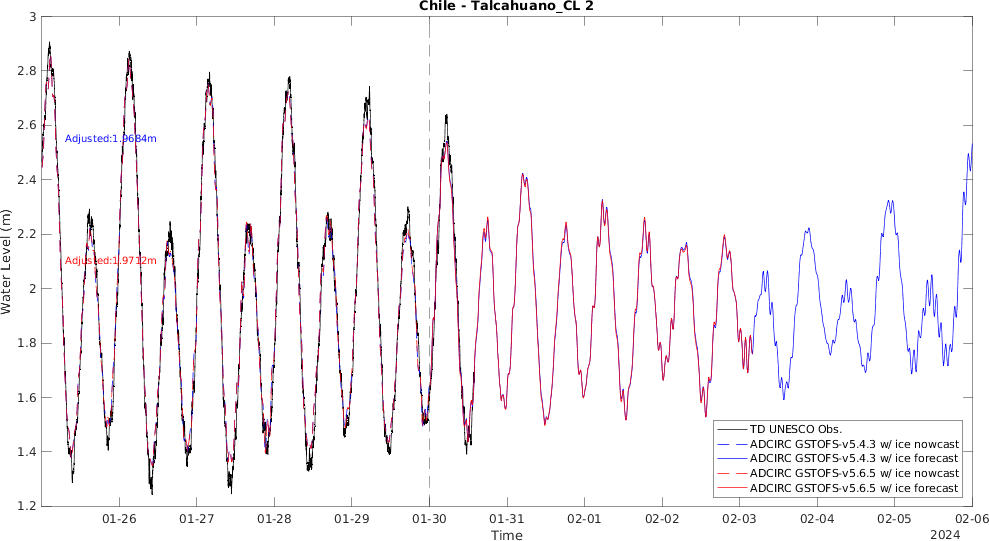 Chile - Talcahuano_CL 2
3
2.8
2.6
2.4
2.2
2
1.8
1.6
1.4
1.2
Water Level (m)
Adjusted:1.9684m
Adjusted:1.9712m
TD UNESCO Obs.
ADCIRC GSTOFS-v5.4.3 w/ ice nowcast
ADCIRC GSTOFS-v5.4.3 w/ ice forecast
ADCIRC GSTOFS-v5.6.5 w/ ice nowcast
ADCIRC GSTOFS-v5.6.5 w/ ice forecast
01-26 01-27 01-28 01-29 01-30 01-31 02-01 02-02 02-03 02-04 02-05 02-06
Time
2024